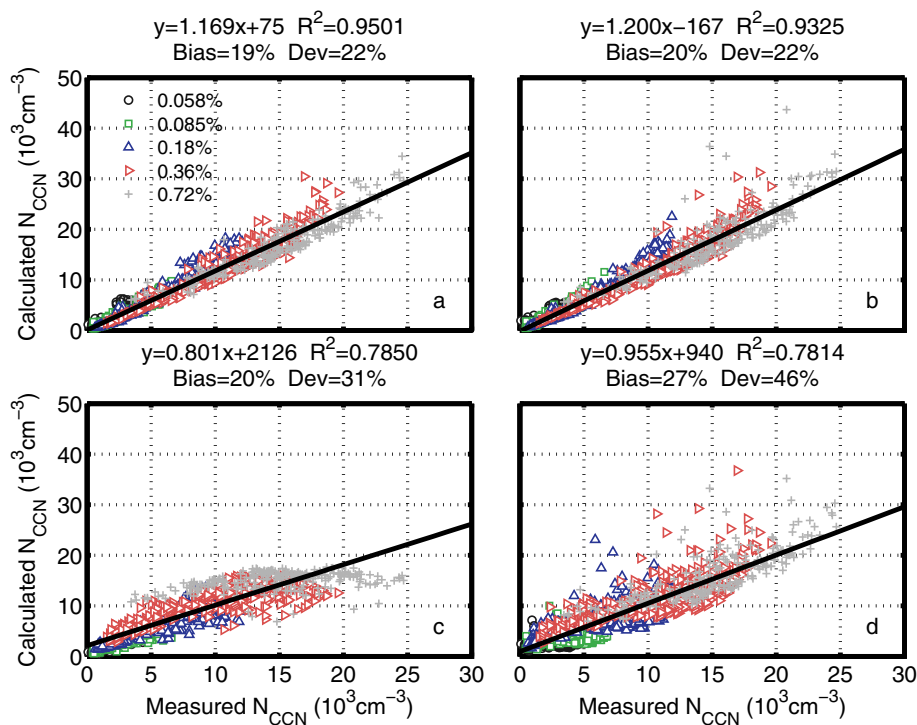 y=1.169x+75 R²=0.9501
Bias=19% Dev=22%
y=1.200x−167 R²=0.9325
Bias=20% Dev=22%
Calculated N_CCN (10³cm⁻³)
50
40
30
20
10
0
0.058%
0.085%
0.18%
0.36%
0.72%
a
b
y=0.801x+2126 R²=0.7850
Bias=20% Dev=31%
y=0.955x+940 R²=0.7814
Bias=27% Dev=46%
Calculated N_CCN (10³cm⁻³)
50
40
30
20
10
0
c
d
0 5 10 15 20 25 30
0 5 10 15 20 25 30
Measured N_CCN (10³cm⁻³)
Measured N_CCN (10³cm⁻³)